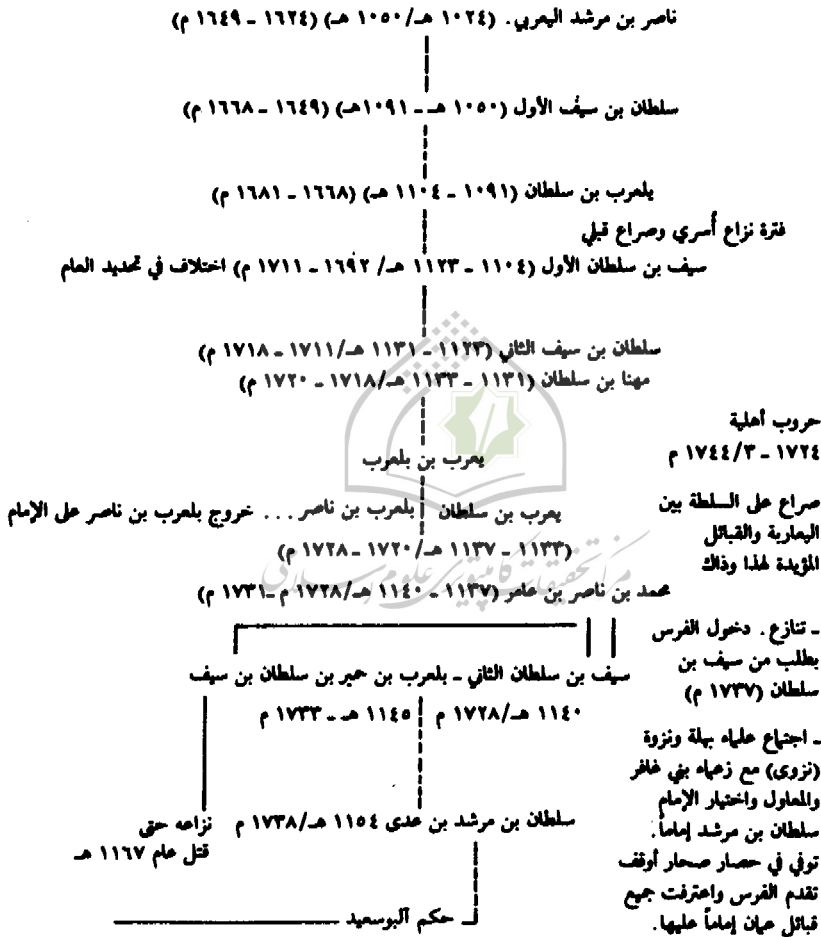 ناصر بن مرشد اليعربي. (١٠٢٤ هـ/١٠٥٠ هـ) (١٦٢٤ ـ ١٦٤٩ م)
سلطان بن سيف الأول (١٠٥٠ هـ ـ ١٠٩١هـ) (١٦٤٩ ـ ١٦٦٨ م)
بلعرب بن سلطان (١٠٩١ ـ ١١٠٤ هـ) (١٦٦٨ ـ ١٦٨١ م)
فترة نزاع أسري وصراع قبلي
سيف بن سلطان الأول (١١٠٤ ـ ١١٢٣ هـ/ ١٦٩٢ ـ ١٧١١ م) اختلاف في تحديد العام
سلطان بن سيف الثاني (١١٢٣ ـ ١١٣١ هـ/١٧١١ ـ ١٧١٨ م)
مهنا بن سلطان (١١٣١ ـ ١١٣٣ هـ/١٧١٨ ـ ١٧٢٠ م)
حروب أهلية
١٧٢٤ ـ ١٧٤٤/٣ م
يعرب بن بلعرب
يعرب بن سلطان بلعرب بن ناصر ... خروج بلعرب بن ناصر على الإمام
(١١٣٣ ـ ١١٣٧ هـ/١٧٢٠ ـ ١٧٢٨ م)
صراع على السلطة بين
اليعاربة والقبائل
المؤيدة لهذا وذاك
مركز تحقيقات كامپيوتری علوم اسلامی
محمد بن ناصر بن عامر (١١٣٧ ـ ١١٤٠ هـ/١٧٢٨ م ـ١٧٣١ م)
ـ تنازع. دخول الفرس
بطلب من سيف بن
سلطان (١٧٣٧ م)
سيف بن سلطان الثاني ـ بلعرب بن حمير بن سلطان بن سيف
١١٤٠ هـ/١٧٢٨ م ١١٤٥ هـ ـ ١٧٣٣ م
ـ اجتماع علماء بهلة ونزوة
(نزوى) مع زعماء بني غافر
والمعاول واختيار الإمام
سلطان بن مرشد إماماً.
توفي في حصار صحار أوقف
تقدم الفرس واعترفت جميع
قبائل عمان إماماً عليها.
سلطان بن مرشد بن عدى ١١٥٤ هـ/١٧٣٨ م
نزاعه حتى
قتل عام ١١٦٧ هـ
حكم آلبوسعيد